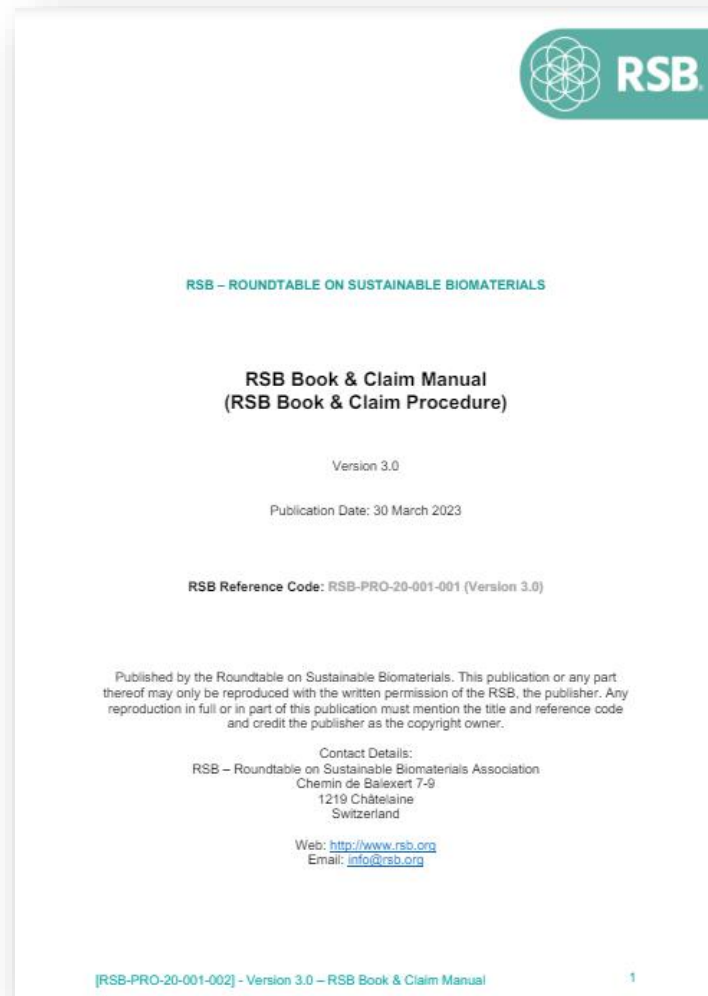 RSB
RSB – ROUNDTABLE ON SUSTAINABLE BIOMATERIALS
RSB Book & Claim Manual
(RSB Book & Claim Procedure)
Version 3.0
Publication Date: 30 March 2023
RSB Reference Code: RSB-PRO-20-001-001 (Version 3.0)
Published by the Roundtable on Sustainable Biomaterials. This publication or any part
thereof may only be reproduced with the written permission of the RSB, the publisher. Any
reproduction in full or in part of this publication must mention the title and reference code
and credit the publisher as the copyright owner.
Contact Details:
RSB – Roundtable on Sustainable Biomaterials Association
Chemin de Balexert 7-9
1219 Châtelaine
Switzerland
Web: http://www.rsb.org
Email: info@rsb.org
[RSB-PRO-20-001-002] - Version 3.0 – RSB Book & Claim Manual 1